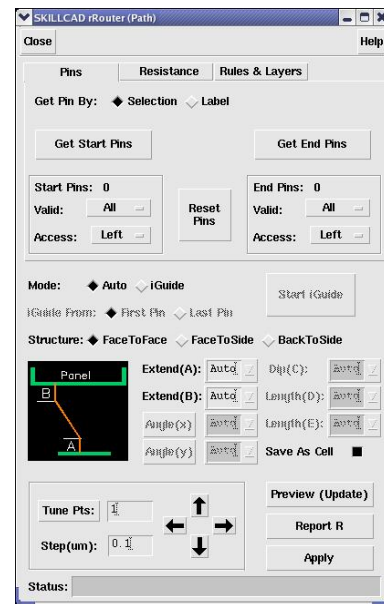 SKILLCAD rRouter (Path)
Close Help
Pins Resistance Rules & Layers
Get Pin By: Selection Label
Get Start Pins Get End Pins
Start Pins: 0 End Pins: 0
Valid: All Reset Pins Valid: All
Access: Left Access: Left
Mode: Auto iGuide Start iGuide
iGuide From: First Pin Last Pin
Structure: FaceToFace FaceToSide BackToSide
Panel
B
A
Extend(A): Auto Dip(C): Auto
Extend(B): Auto Length(D): Auto
Angle(x) Auto Length(E): Auto
Angle(y) Auto Save As Cell
Tune Pts: 1 Preview (Update)
Report R
Step(um): 0.1 Apply
Status: